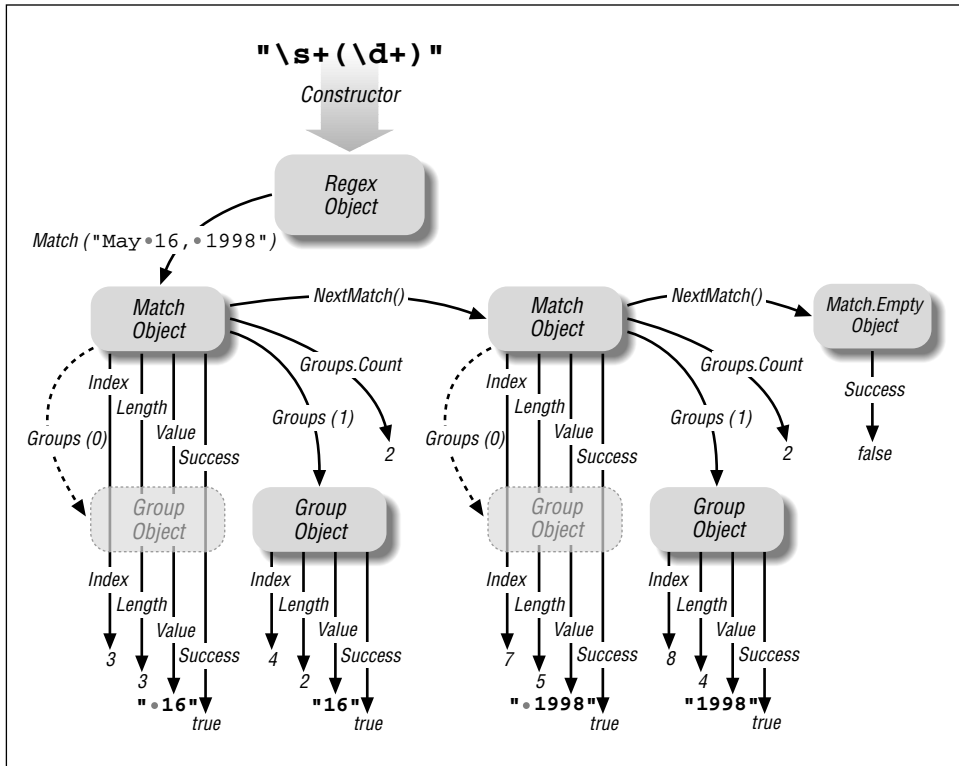 "\s+(\d+)"
Constructor
Regex
Object
Match ("May•16,•1998")
Match
Object
NextMatch()
Match
Object
NextMatch()
Match.Empty
Object
Groups.Count
Groups (1)
2
Groups (0)
Index
Length
Value
Success
Groups.Count
Groups (1)
2
Groups (0)
Index
Length
Value
Success
Success
false
Group
Object
Group
Object
Group
Object
Group
Object
Index
Length
Value
Success
3
3
"•16"
true
Index
Length
Value
Success
4
2
"16"
true
Index
Length
Value
Success
7
5
"•1998"
true
Index
Length
Value
Success
8
4
"1998"
true